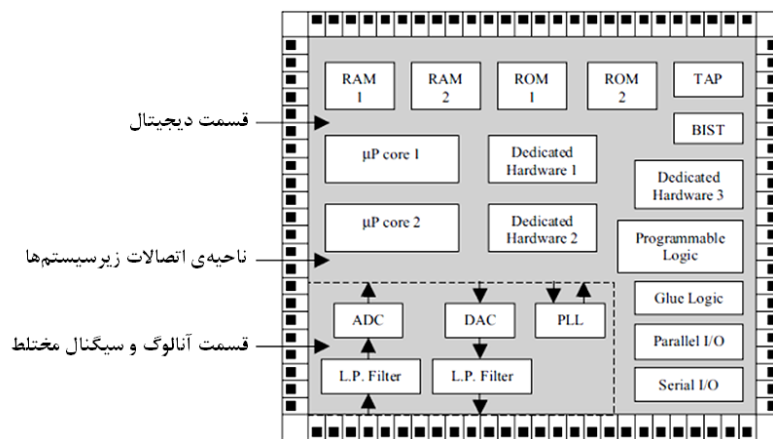 RAM
1
RAM
2
ROM
1
ROM
2
TAP
قسمت دیجیتال
BIST
µP core 1
Dedicated
Hardware 1
Dedicated
Hardware 3
µP core 2
Dedicated
Hardware 2
Programmable
Logic
ناحیه‌ی اتصالات زیرسیستم‌ها
Glue Logic
ADC
DAC
PLL
قسمت آنالوگ و سیگنال مختلط
Parallel I/O
L.P. Filter
L.P. Filter
Serial I/O